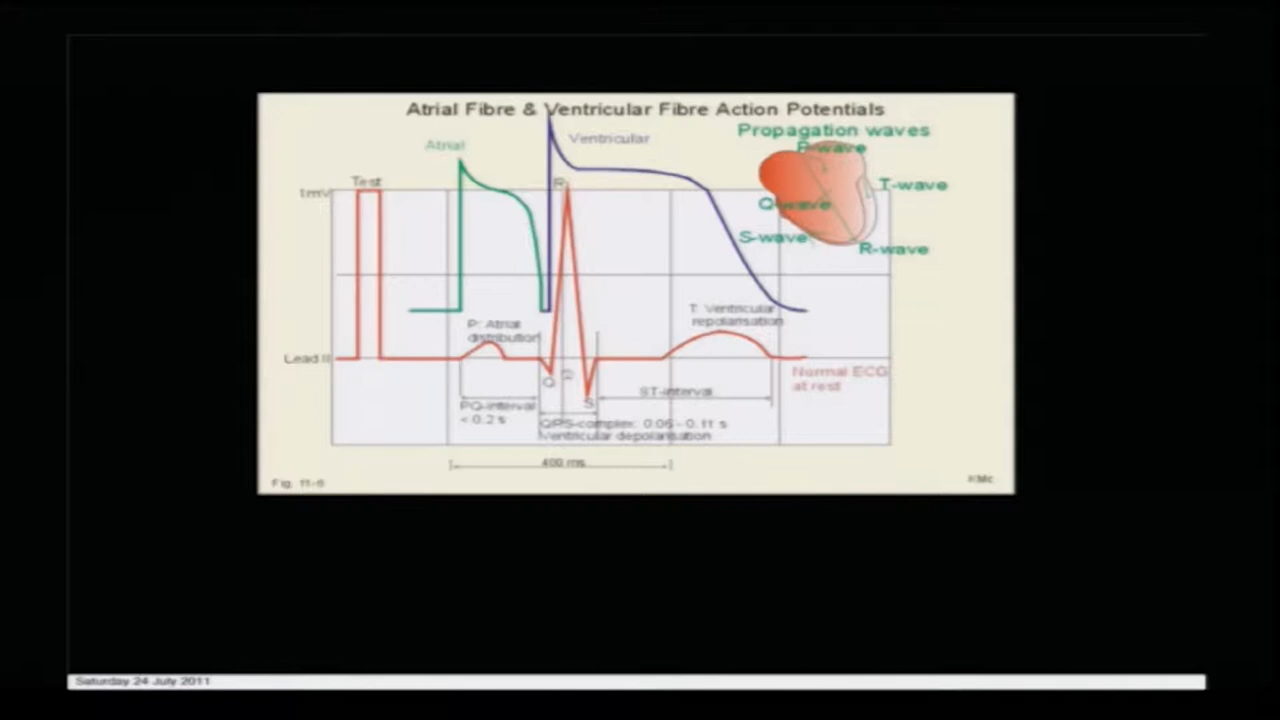 Atrial Fibre & Ventricular Fibre Action Potentials
Propagation waves
P-wave
Atrial
Ventricular
Test
R
T-wave
1mV
Q-wave
S-wave
R-wave
P: Atrial
distribution
T: Ventricular
repolarisation
Lead II
Normal ECG
at rest
Q
S
ST-interval
PQ-interval
< 0.2 s
QRS-complex: 0.06 - 0.11 s
Ventricular depolarisation
400 ms
Fig. 11-6
KMc
Saturday 24 July 2011